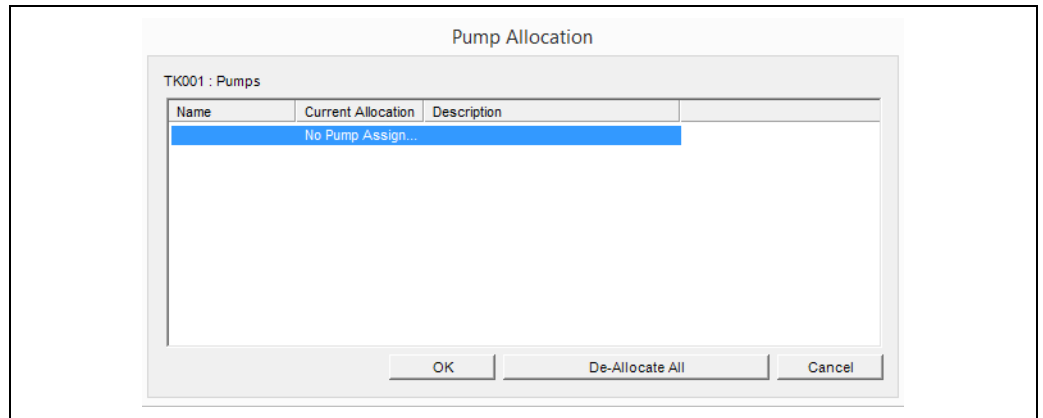 Pump Allocation
TK001 : Pumps
Name Current Allocation Description
No Pump Assign...
OK De-Allocate All Cancel